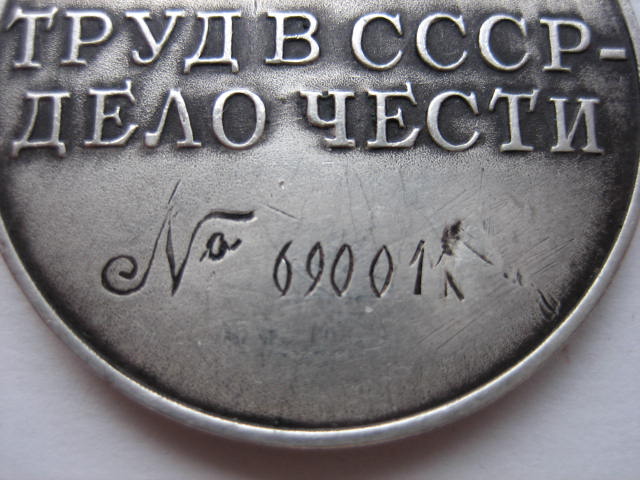 ТРУД В СССР-
ДЕЛО ЧЕСТИ
№ 69001